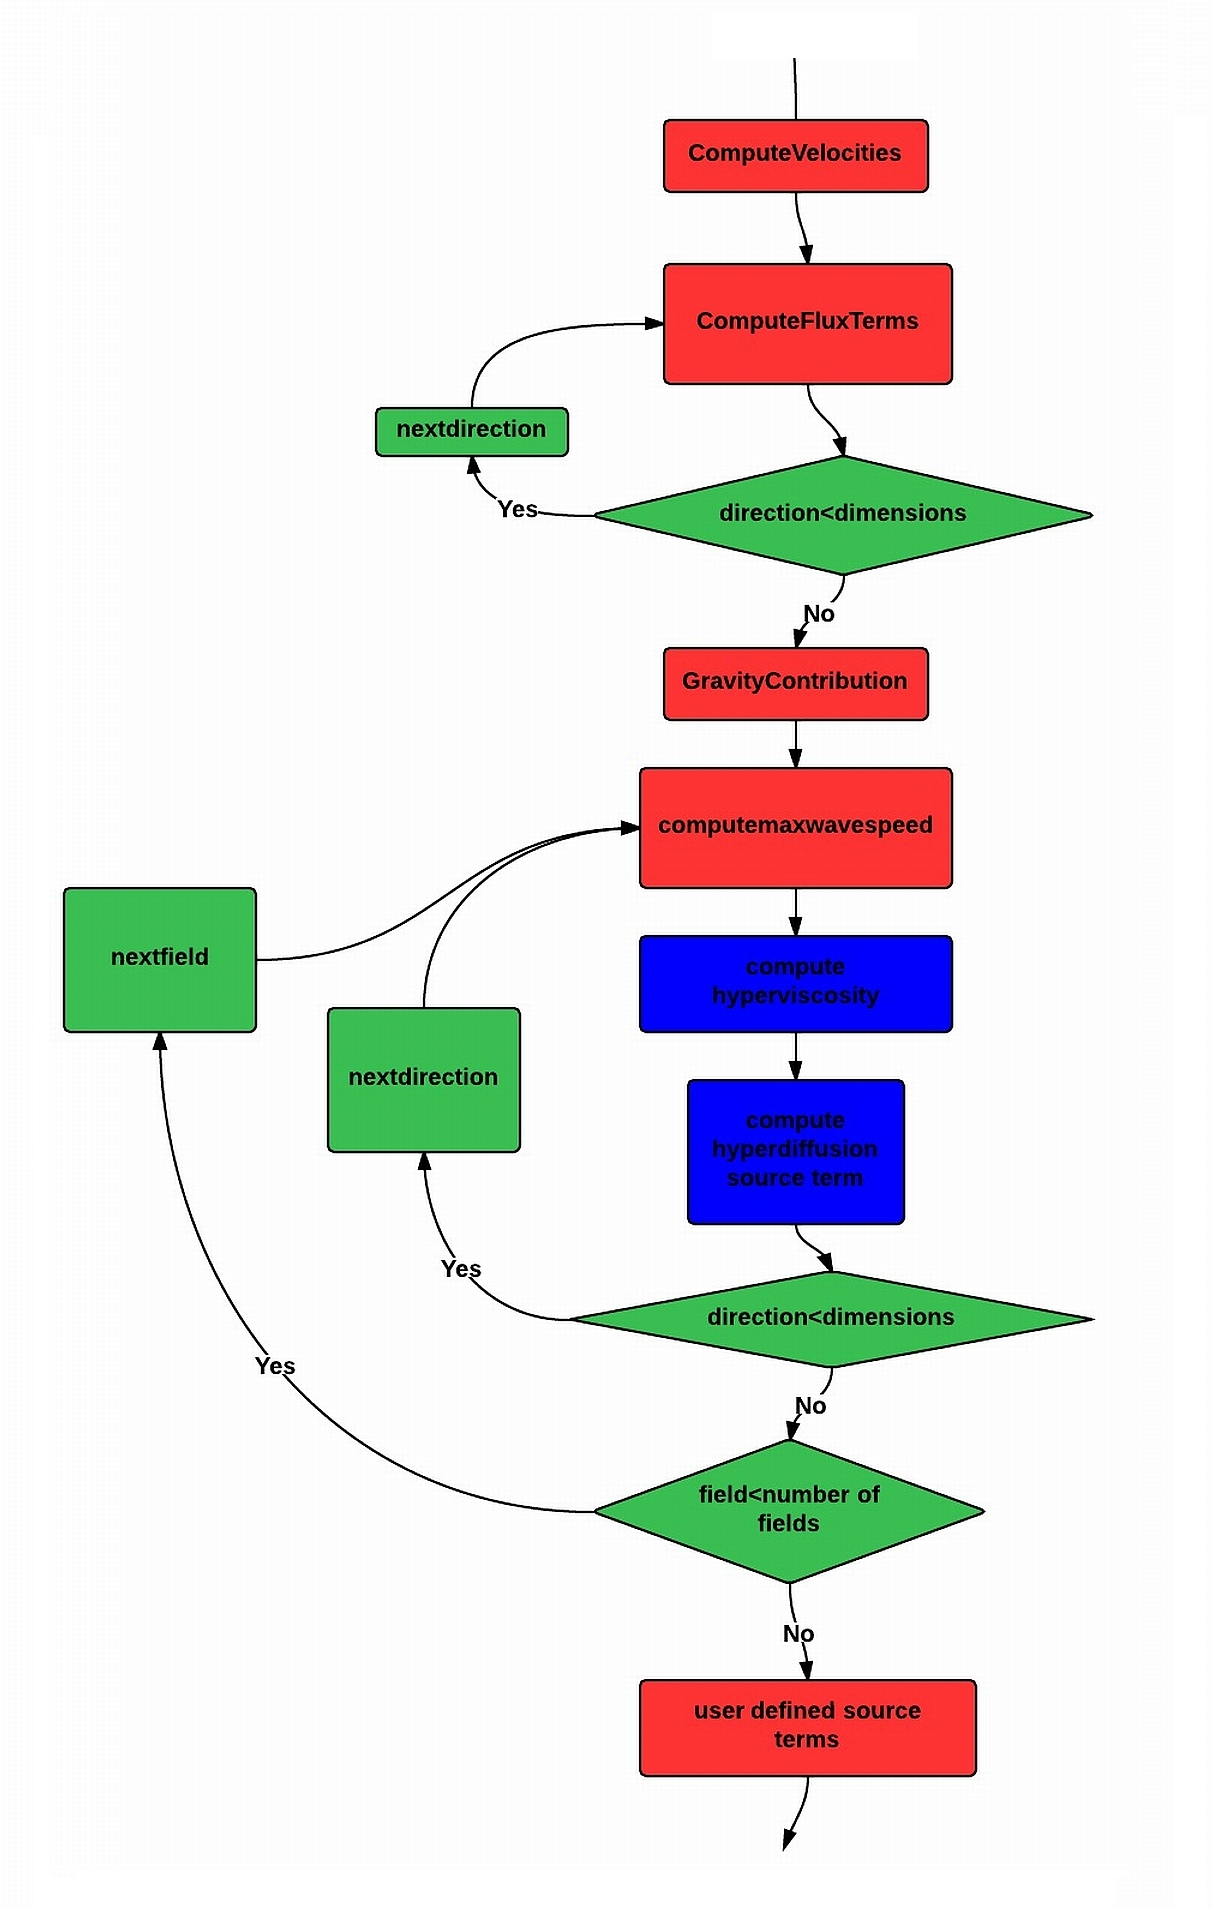 ComputeVelocities
ComputeFluxTerms
nextdirection
direction<dimensions
Yes
No
GravityContribution
computemaxwavespeed
nextfield
compute
hyperviscosity
nextdirection
compute
hyperdiffusion
source term
Yes
direction<dimensions
Yes
No
field<number of
fields
No
user defined source
terms